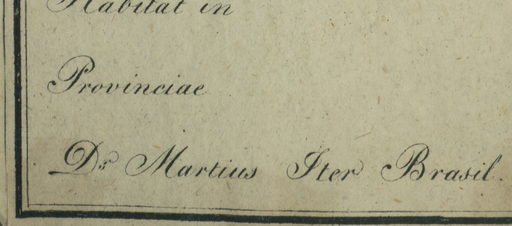 Habitat in
Provinciae
Dr Martius Iter Brasil.